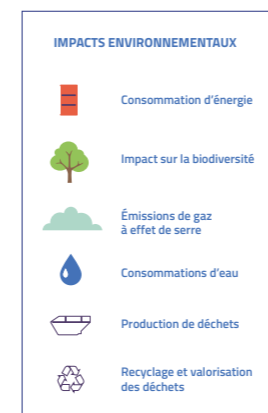 IMPACTS ENVIRONNEMENTAUX
Consommation d'énergie
Impact sur la biodiversité
Émissions de gaz
à effet de serre
Consommations d'eau
Production de déchets
Recyclage et valorisation
des déchets